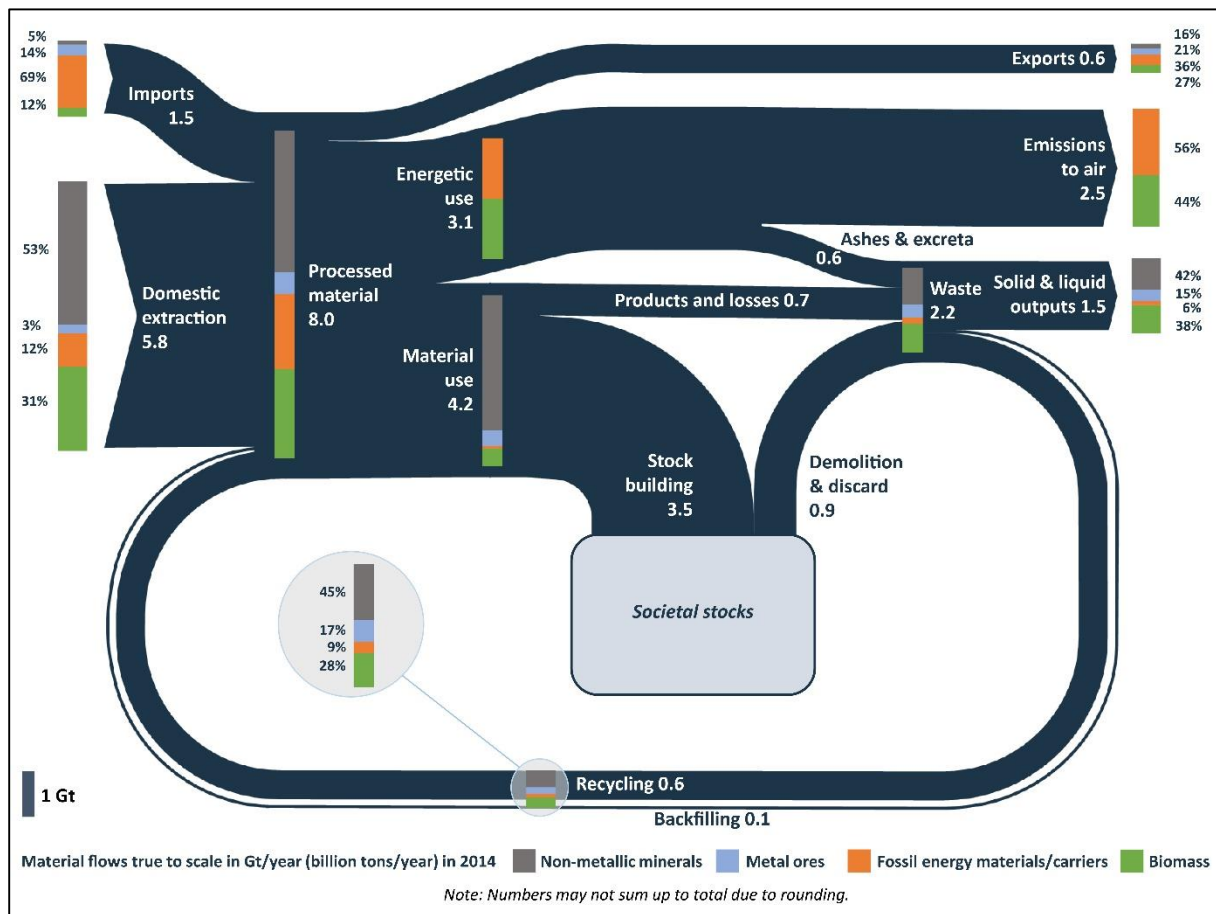 5%
14%
69%
12%
Imports
1.5
Exports 0.6
16%
21%
36%
27%
53%
3%
12%
31%
Domestic
extraction
5.8
Processed
material
8.0
Energetic
use
3.1
Emissions
to air
2.5
56%
44%
Ashes & excreta
0.6
Products and losses 0.7
Waste
2.2
Solid & liquid
outputs 1.5
42%
15%
6%
38%
Material
use
4.2
Stock
building
3.5
Demolition
& discard
0.9
Societal stocks
45%
17%
9%
28%
Recycling 0.6
Backfilling 0.1
1 Gt
Material flows true to scale in Gt/year (billion tons/year) in 2014
Non-metallic minerals
Metal ores
Fossil energy materials/carriers
Biomass
Note: Numbers may not sum up to total due to rounding.